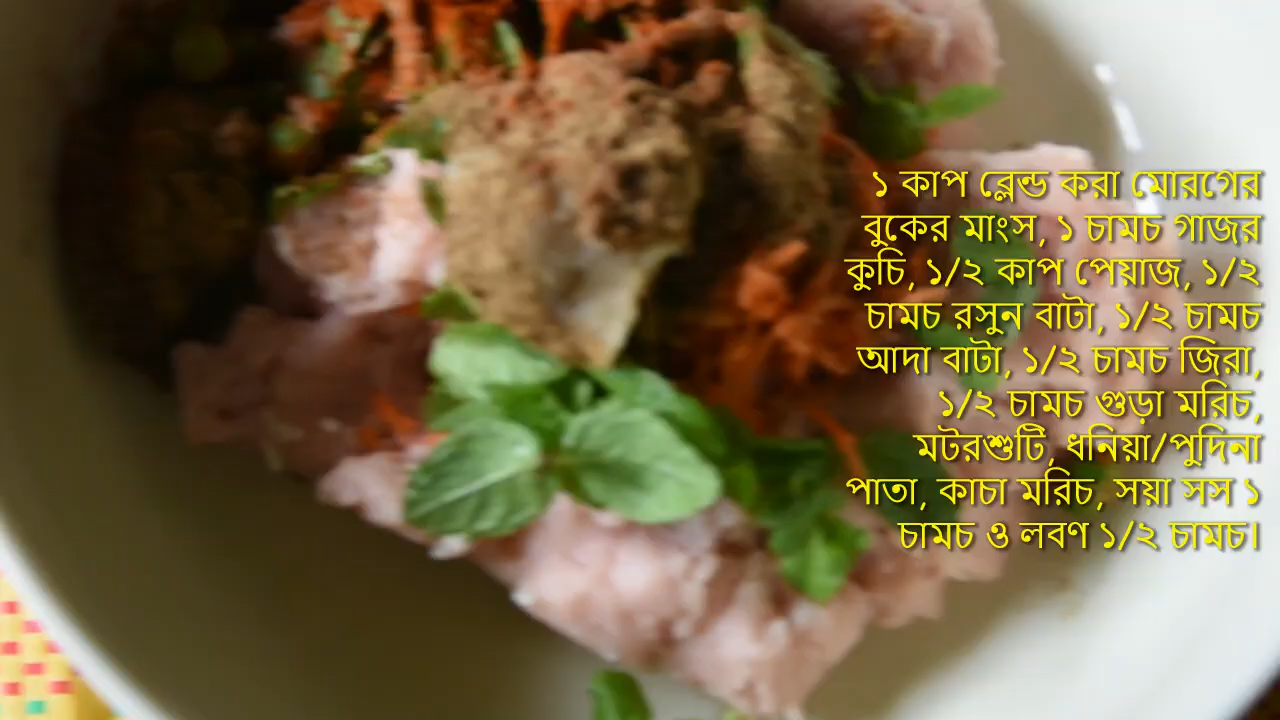 ১ কাপ ব্লেন্ড করা মোরগের
বুকের মাংস, ১ চামচ গাজর
কুচি, ১/২ কাপ পেয়াজ, ১/২
চামচ রসুন বাটা, ১/২ চামচ
আদা বাটা, ১/২ চামচ জিরা,
১/২ চামচ গুড়া মরিচ,
মটরশুটি, ধনিয়া/পুদিনা
পাতা, কাচা মরিচ, সয়া সস ১
চামচ ও লবণ ১/২ চামচ।